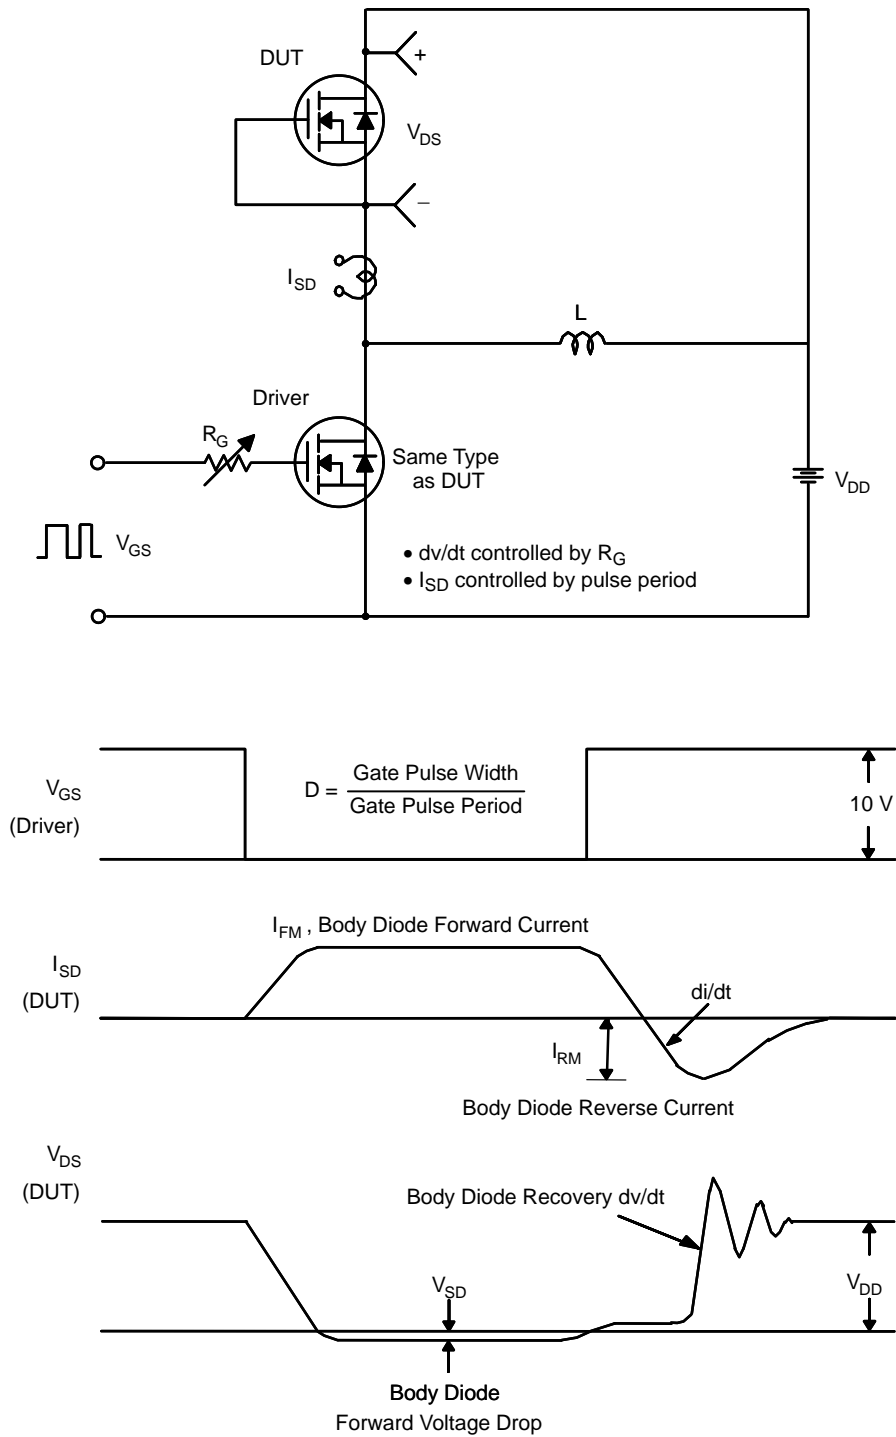 DUT
+
V_DS
−
I_SD
L
Driver
R_G
Same Type
as DUT
V_DD
V_GS
• dv/dt controlled by R_G
• I_SD controlled by pulse period
V_GS
(Driver)
D = Gate Pulse Width
Gate Pulse Period
10 V
I_FM , Body Diode Forward Current
I_SD
(DUT)
di/dt
I_RM
Body Diode Reverse Current
V_DS
(DUT)
Body Diode Recovery dv/dt
V_SD
V_DD
Body Diode
Forward Voltage Drop